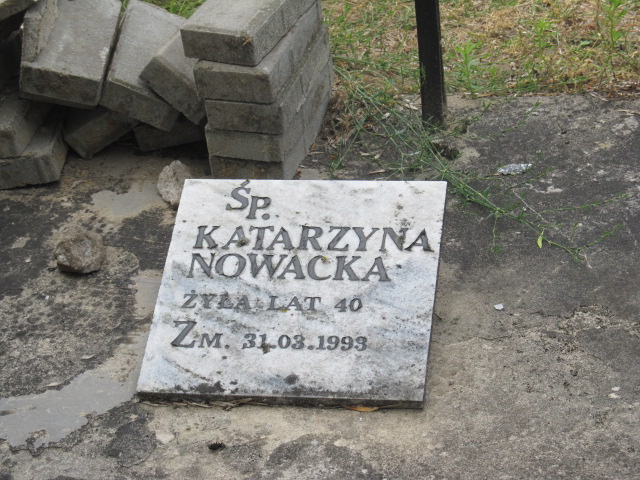 ŚP.
KATARZYNA
NOWACKA
ŻYŁA LAT 40
ZM. 31.03.1993